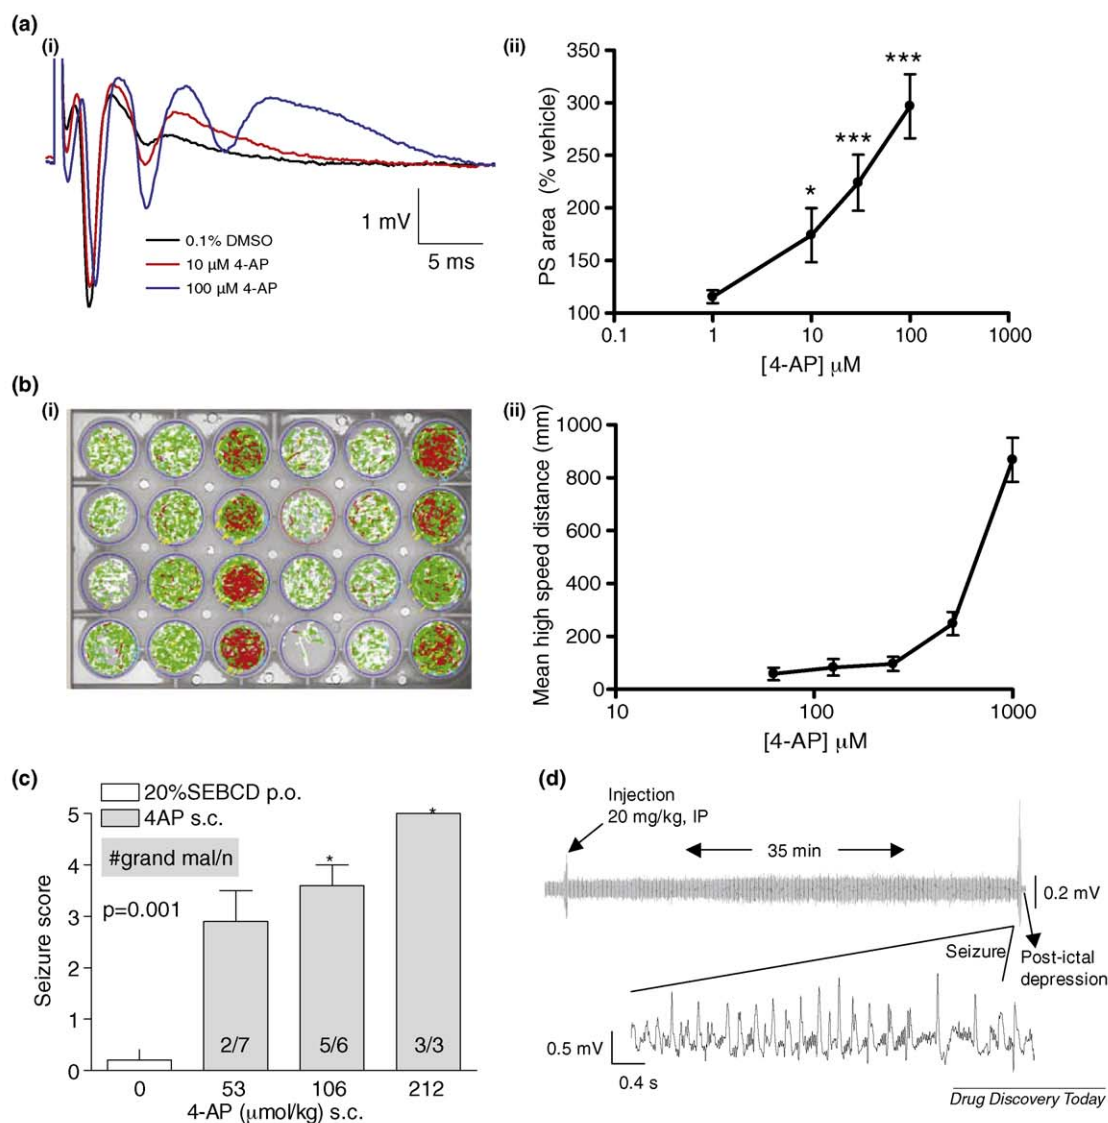 (a)
(i)
1 mV
5 ms
0.1% DMSO
10 µM 4-AP
100 µM 4-AP
(ii)
PS area (% vehicle)
350
300
250
200
150
100
*
***
***
0.1
1
10
100
1000
[4-AP] µM
(b)
(i)
(ii)
Mean high speed distance (mm)
1000
800
600
400
200
0
10
100
1000
[4-AP] µM
(c)
20%SEBCD p.o.
4AP s.c.
#grand mal/n
p=0.001
Seizure score
5
4
3
2
1
0
*
*
2/7
5/6
3/3
0
53
106
212
4-AP (µmol/kg) s.c.
(d)
Injection
20 mg/kg, IP
35 min
0.2 mV
Seizure
Post-ictal
depression
0.5 mV
0.4 s
Drug Discovery Today